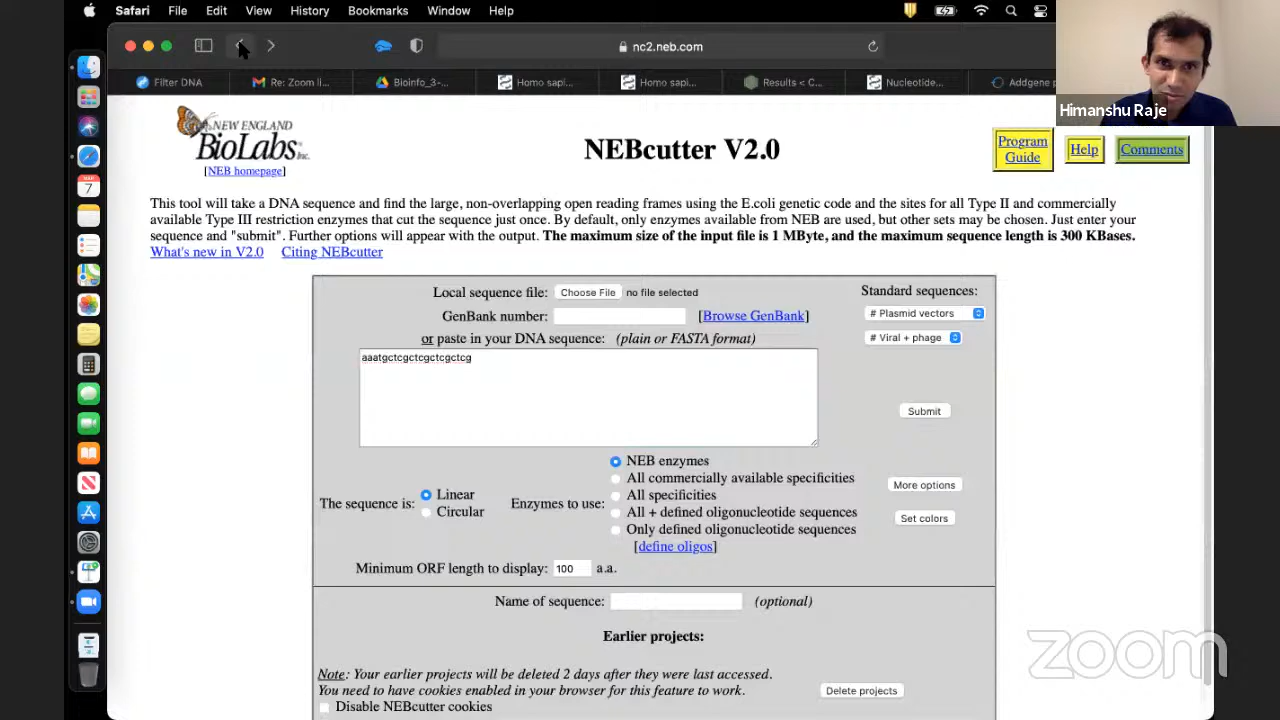 Safari File Edit View History Bookmarks Window Help
nc2.neb.com
Filter DNA
Re: Zoom li...
Bioinfo_3-...
Homo sapi...
Homo sapi...
Results < C...
Nucleotide...
Addgene p
Himanshu Raje
NEW ENGLAND
BioLabs Inc.
[NEB homepage]
NEBcutter V2.0
Program
Guide
Help
Comments
This tool will take a DNA sequence and find the large, non-overlapping open reading frames using the E.coli genetic code and the sites for all Type II and commercially
available Type III restriction enzymes that cut the sequence just once. By default, only enzymes available from NEB are used, but other sets may be chosen. Just enter your
sequence and "submit". Further options will appear with the output. The maximum size of the input file is 1 MByte, and the maximum sequence length is 300 KBases.
What's new in V2.0 Citing NEBcutter
Local sequence file: Choose File no file selected
Standard sequences:
GenBank number: [Browse GenBank]
# Plasmid vectors
or paste in your DNA sequence: (plain or FASTA format)
# Viral + phage
aaatgctcgctcgctcgctcg
Submit
NEB enzymes
All commercially available specificities
More options
The sequence is: Linear
Circular
Enzymes to use: All specificities
All + defined oligonucleotide sequences
Set colors
Only defined oligonucleotide sequences
[define oligos]
Minimum ORF length to display: 100 a.a.
Name of sequence: (optional)
Earlier projects:
Note: Your earlier projects will be deleted 2 days after they were last accessed.
You need to have cookies enabled in your browser for this feature to work.
Delete projects
Disable NEBcutter cookies
zoom
MAR
7